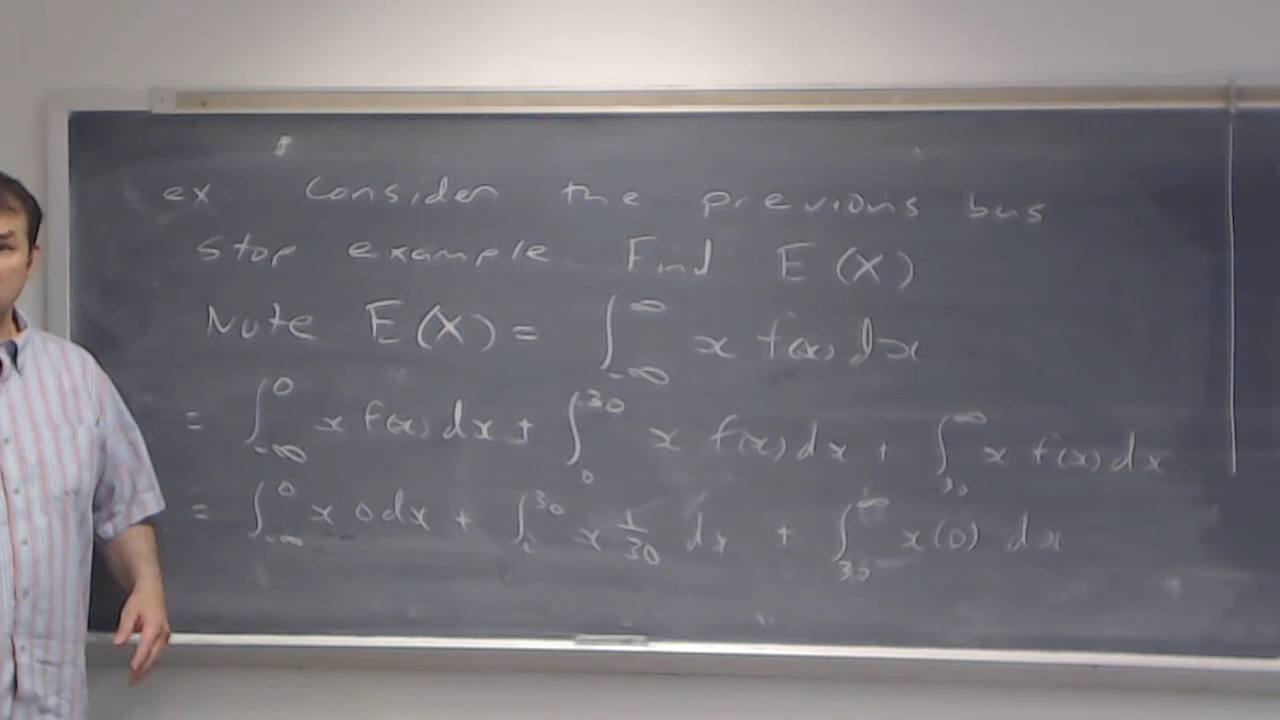 ex Consider the previous bus
stop example. Find E(X)
Note E(X) = ∫_{-∞}^{∞} x f(x) dx
= ∫_{-∞}^{0} x f(x) dx + ∫_{0}^{30} x f(x) dx + ∫_{30}^{∞} x f(x) dx
= ∫_{-∞}^{0} x 0 dx + ∫_{0}^{30} x 1/30 dx + ∫_{30}^{∞} x(0) dx